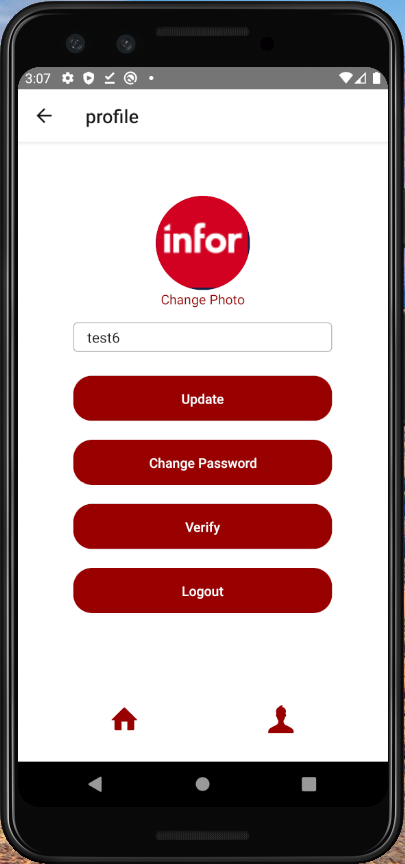 3:07
profile
infor
Change Photo
test6
Update
Change Password
Verify
Logout